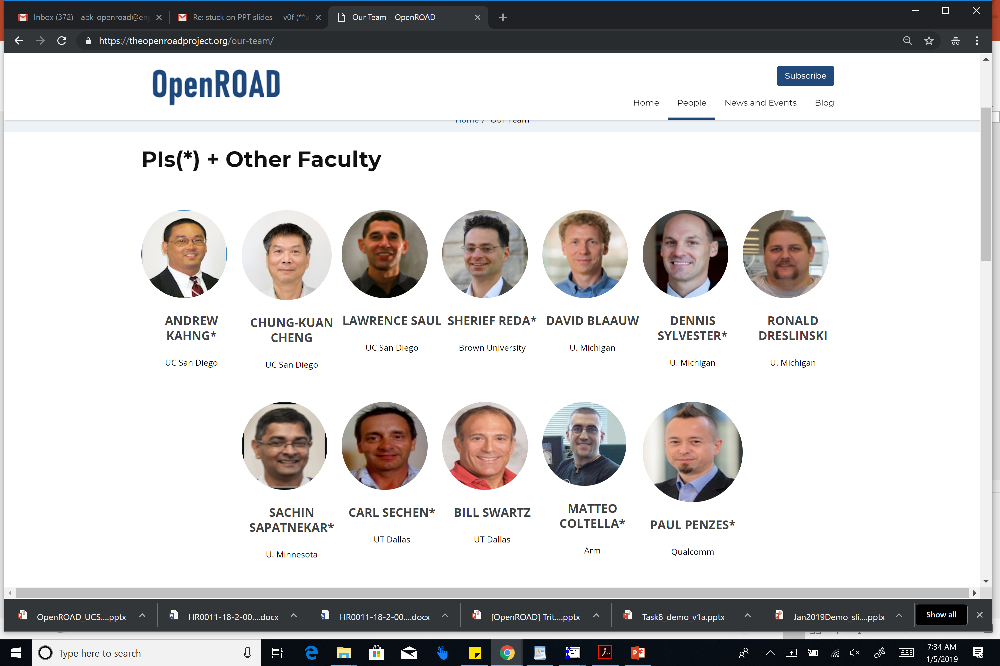 Inbox (372) - abk-openroad@eng
Re: stuck on PPT slides -- v0f (**u
Our Team – OpenROAD
https://theopenroadproject.org/our-team/
OpenROAD
Subscribe
Home
People
News and Events
Blog
Home / Our Team
PIs(*) + Other Faculty
ANDREW
KAHNG*
UC San Diego
CHUNG-KUAN
CHENG
UC San Diego
LAWRENCE SAUL
UC San Diego
SHERIEF REDA*
Brown University
DAVID BLAAUW
U. Michigan
DENNIS
SYLVESTER*
U. Michigan
RONALD
DRESLINSKI
U. Michigan
SACHIN
SAPATNEKAR*
U. Minnesota
CARL SECHEN*
UT Dallas
BILL SWARTZ
UT Dallas
MATTEO
COLTELLA*
Arm
PAUL PENZES*
Qualcomm
OpenROAD_UCS....pptx
HR0011-18-2-00....docx
HR0011-18-2-00....docx
[OpenROAD] Trit....pptx
Task8_demo_v1a.pptx
Jan2019Demo_sli....pptx
Show all
Type here to search
7:34 AM
1/5/2019